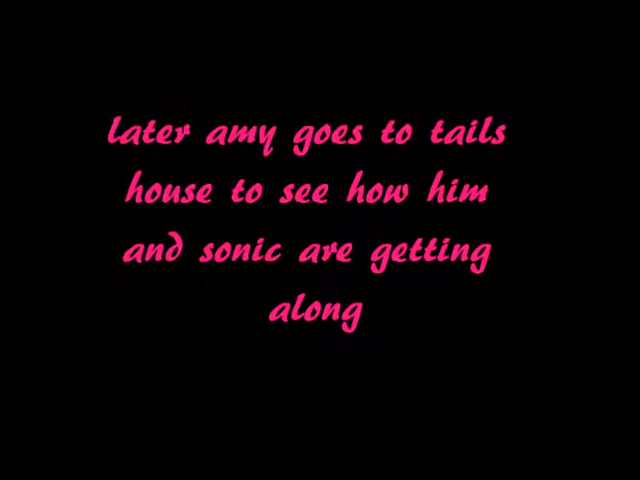 later amy goes to tails
house to see how him
and sonic are getting
along